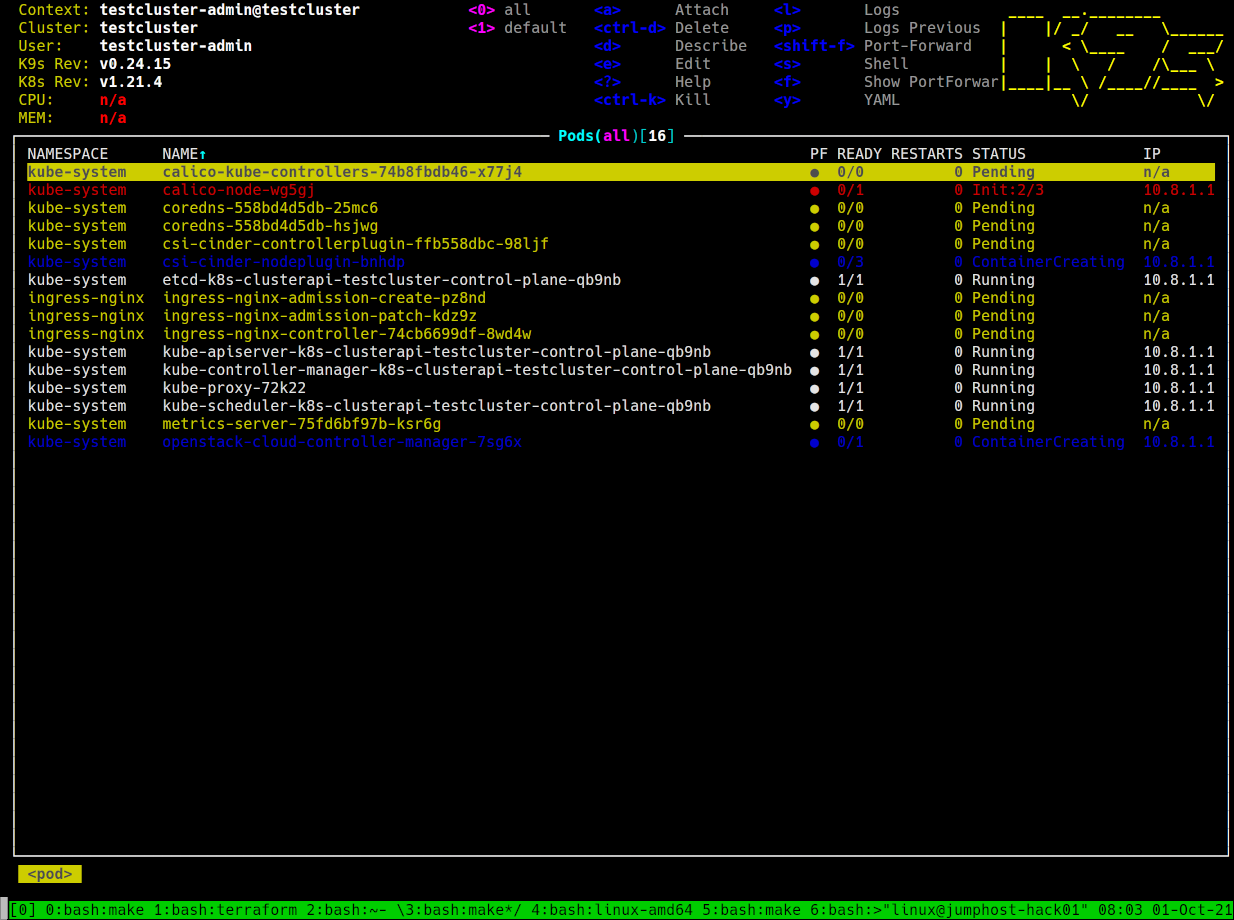 Context: testcluster-admin@testcluster <0> all <a> Attach <l> Logs
Cluster: testcluster <1> default <ctrl-d> Delete <p> Logs Previous
User: testcluster-admin <d> Describe <shift-f> Port-Forward
K9s Rev: v0.24.15 <e> Edit <s> Shell
K8s Rev: v1.21.4 <?> Help <f> Show PortForwar
CPU: n/a <ctrl-k> Kill <y> YAML
MEM: n/a
Pods(all)[16]
NAMESPACE NAME↑ PF READY RESTARTS STATUS IP
kube-system calico-kube-controllers-74b8fbdb46-x77j4 ● 0/0 0 Pending n/a
kube-system calico-node-wg5gj ● 0/1 0 Init:2/3 10.8.1.1
kube-system coredns-558bd4d5db-25mc6 ● 0/0 0 Pending n/a
kube-system coredns-558bd4d5db-hsjwg ● 0/0 0 Pending n/a
kube-system csi-cinder-controllerplugin-ffb558dbc-98ljf ● 0/0 0 Pending n/a
kube-system csi-cinder-nodeplugin-bnhdp ● 0/3 0 ContainerCreating 10.8.1.1
kube-system etcd-k8s-clusterapi-testcluster-control-plane-qb9nb ● 1/1 0 Running 10.8.1.1
ingress-nginx ingress-nginx-admission-create-pz8nd ● 0/0 0 Pending n/a
ingress-nginx ingress-nginx-admission-patch-kdz9z ● 0/0 0 Pending n/a
ingress-nginx ingress-nginx-controller-74cb6699df-8wd4w ● 0/0 0 Pending n/a
kube-system kube-apiserver-k8s-clusterapi-testcluster-control-plane-qb9nb ● 1/1 0 Running 10.8.1.1
kube-system kube-controller-manager-k8s-clusterapi-testcluster-control-plane-qb9nb ● 1/1 0 Running 10.8.1.1
kube-system kube-proxy-72k22 ● 1/1 0 Running 10.8.1.1
kube-system kube-scheduler-k8s-clusterapi-testcluster-control-plane-qb9nb ● 1/1 0 Running 10.8.1.1
kube-system metrics-server-75fd6bf97b-ksr6g ● 0/0 0 Pending n/a
kube-system openstack-cloud-controller-manager-7sg6x ● 0/1 0 ContainerCreating 10.8.1.1
<pod>
[0] 0:bash:make 1:bash:terraform 2:bash:~- \3:bash:make*/ 4:bash:linux-amd64 5:bash:make 6:bash:>"linux@jumphost-hack01" 08:03 01-Oct-21